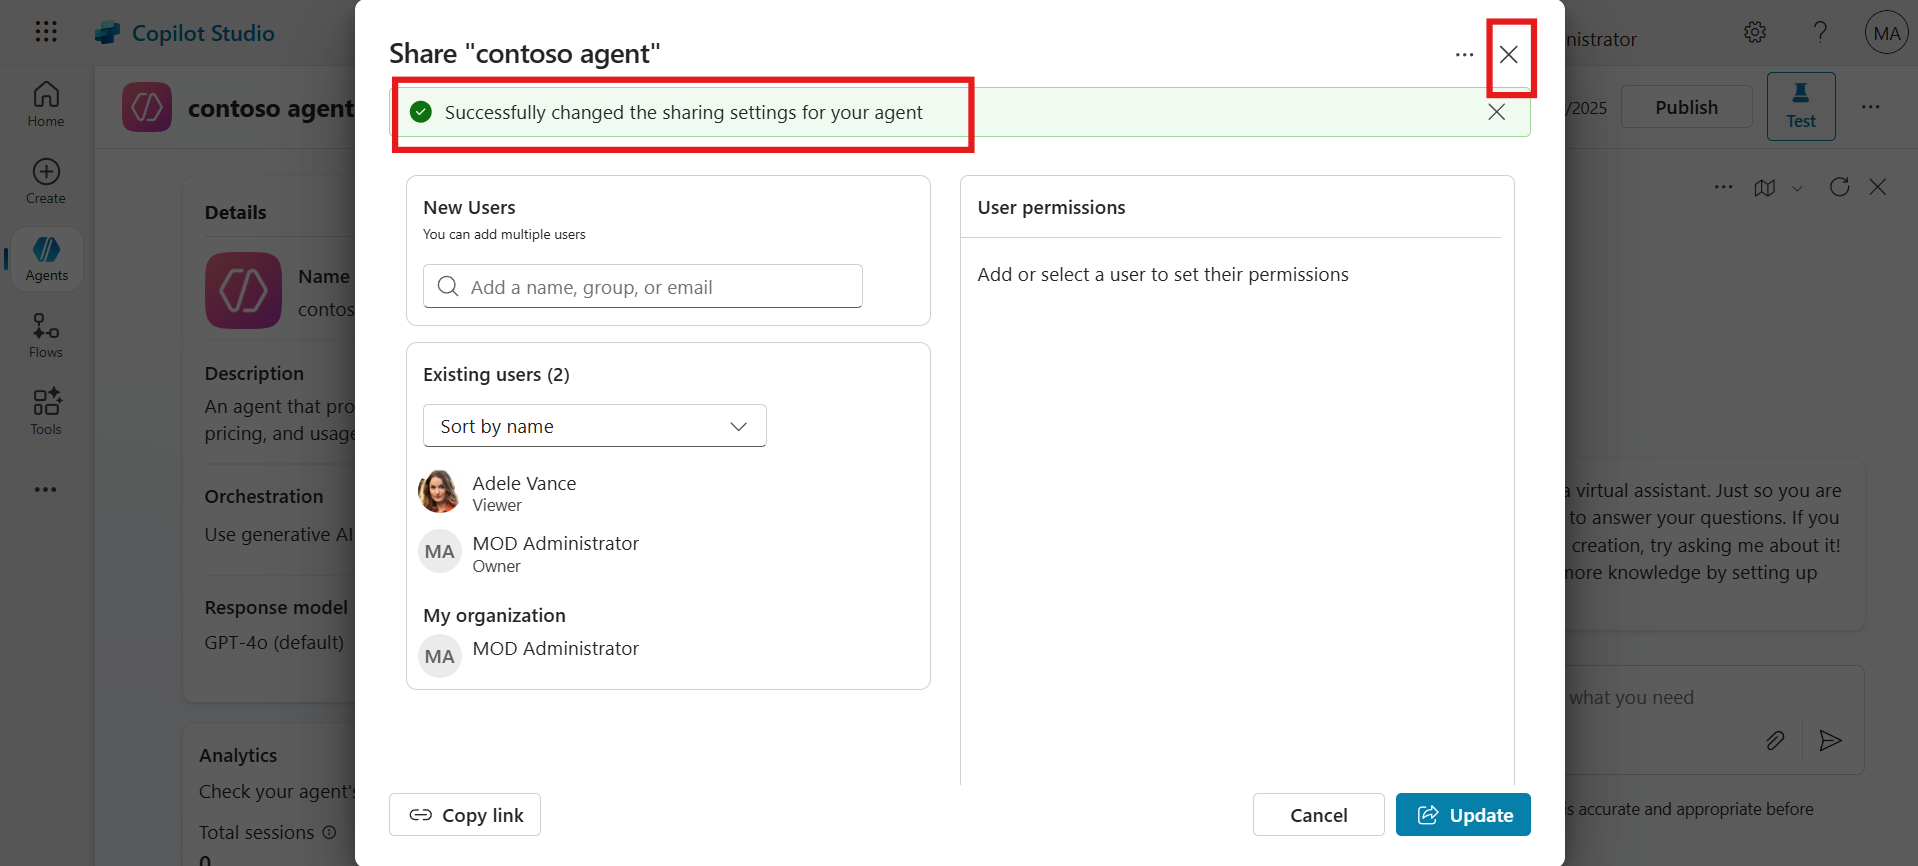 Copilot Studio
nistrator
MA
Home
Create
Agents
Flows
Tools
contoso agent
/2025
Publish
Test
Details
Name
contos
Description
An agent that pro
pricing, and usage
Orchestration
Use generative AI
Response model
GPT-4o (default)
Analytics
Check your agent's
Total sessions
0
Share "contoso agent"
Successfully changed the sharing settings for your agent
New Users
You can add multiple users
Add a name, group, or email
Existing users (2)
Sort by name
Adele Vance
Viewer
MA
MOD Administrator
Owner
My organization
MA
MOD Administrator
User permissions
Add or select a user to set their permissions
Copy link
Cancel
Update
a virtual assistant. Just so you are
to answer your questions. If you
creation, try asking me about it!
more knowledge by setting up
what you need
is accurate and appropriate before